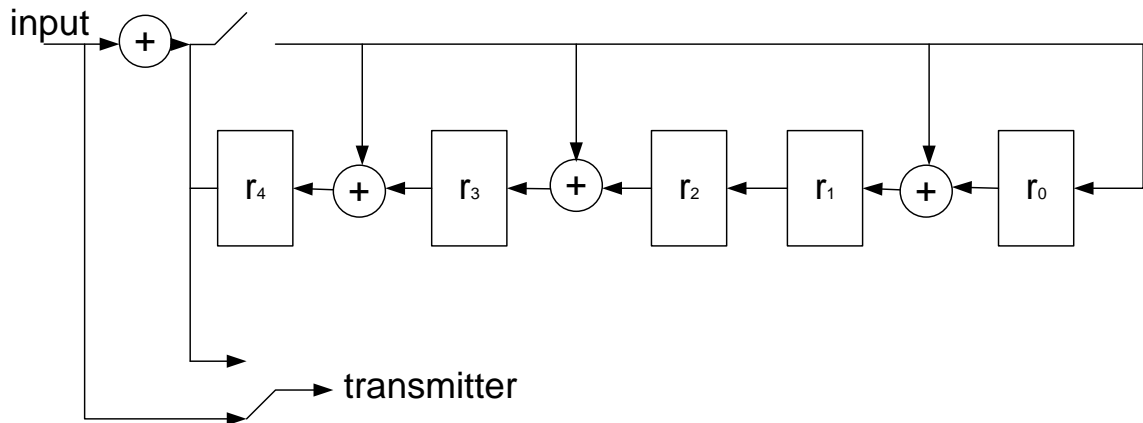 input
+
r₄
+
r₃
+
r₂
r₁
+
r₀
transmitter